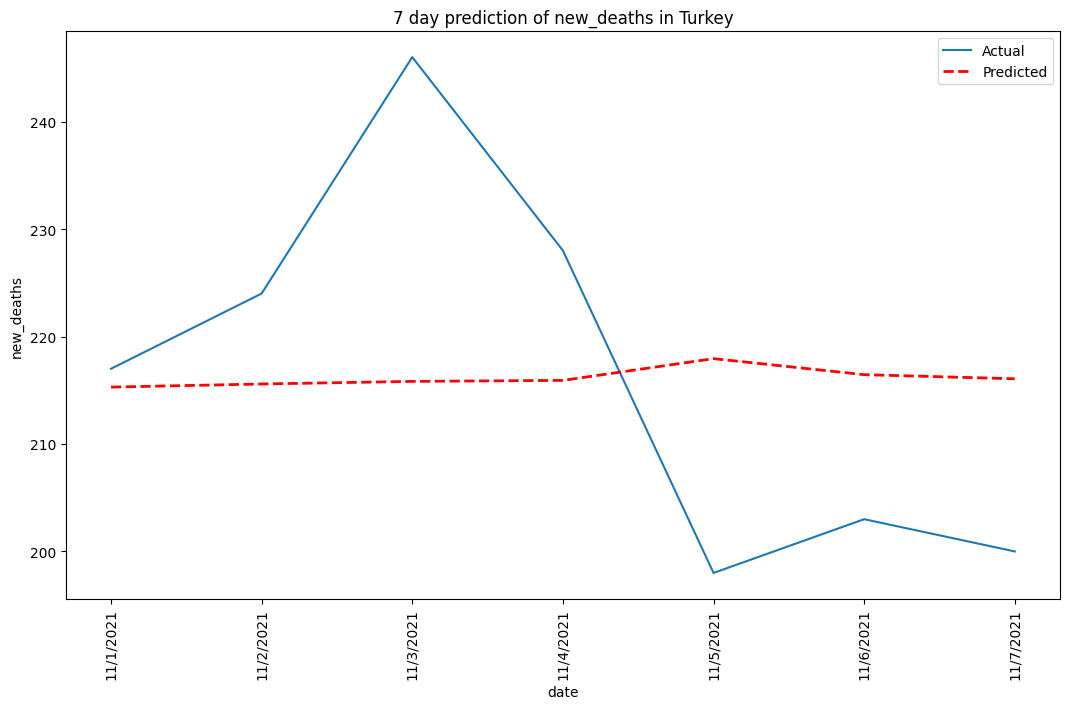 7 day prediction of new_deaths in Turkey
Actual
Predicted
new_deaths
240
230
220
210
200
11/1/2021
11/2/2021
11/3/2021
11/4/2021
11/5/2021
11/6/2021
11/7/2021
date